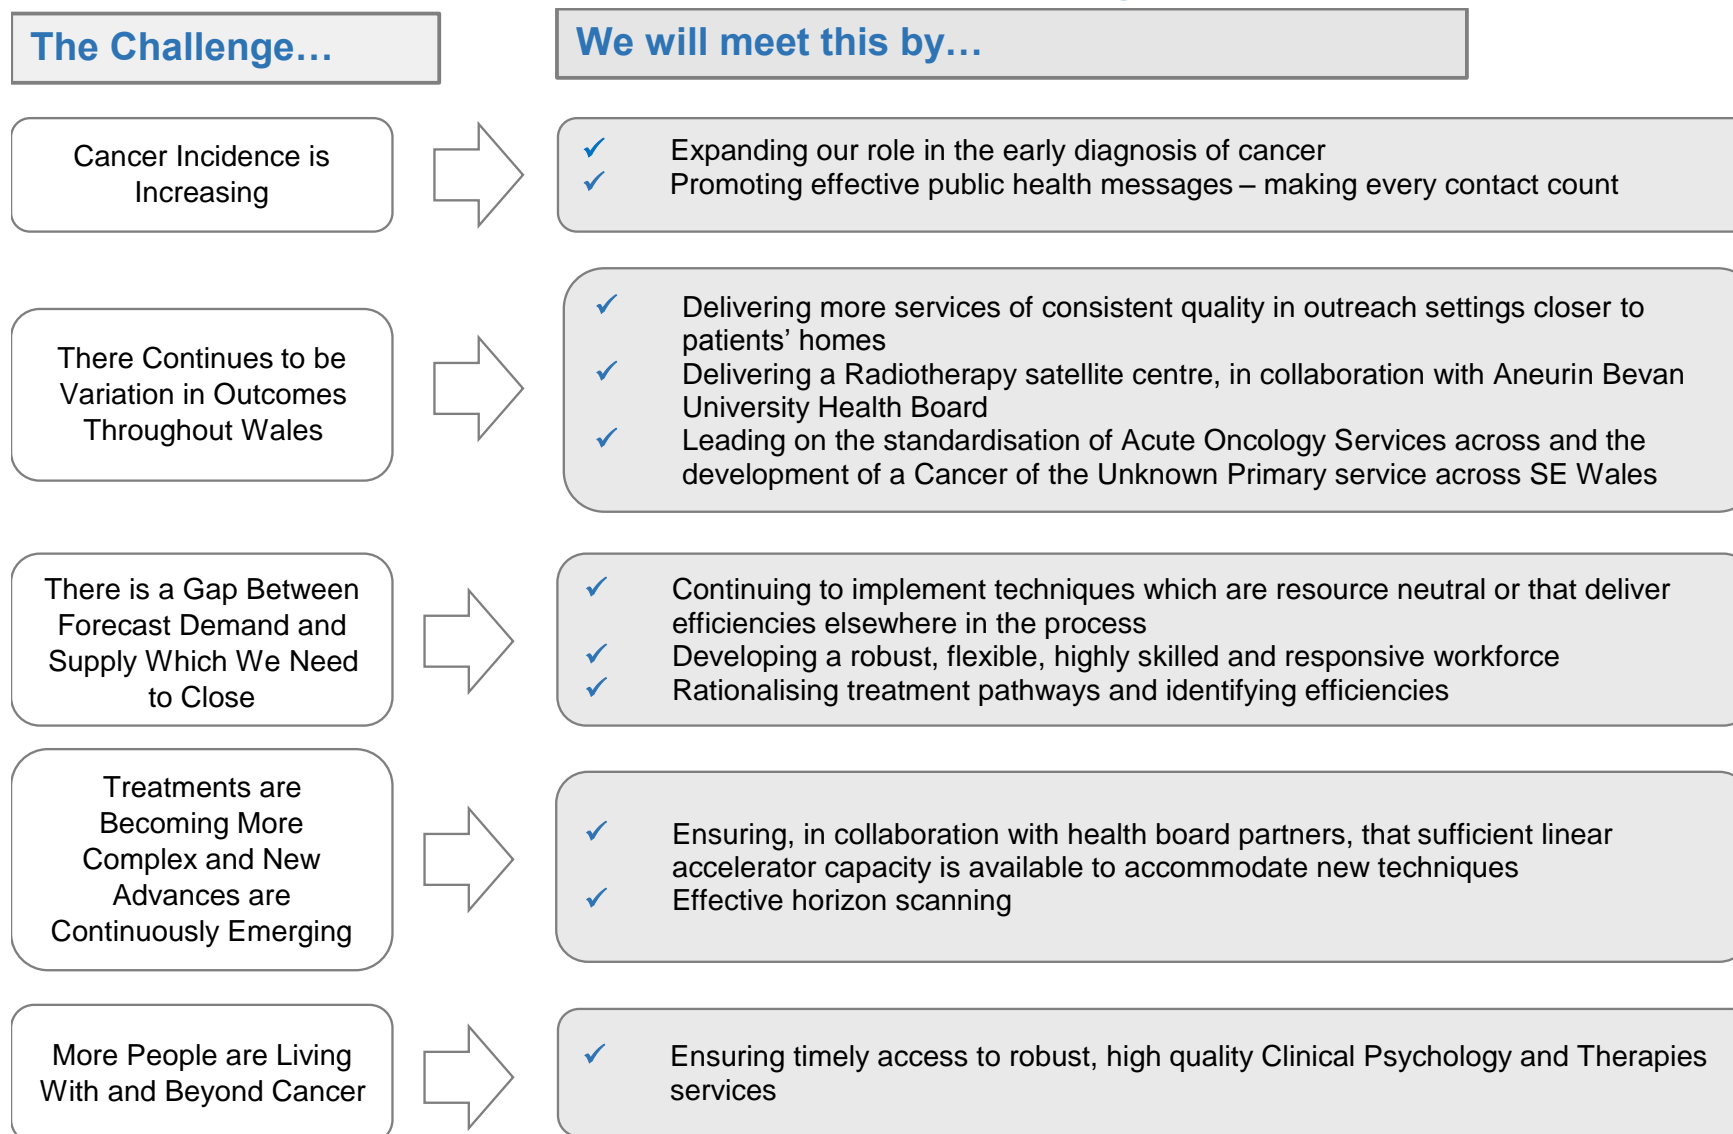 The Challenge…
We will meet this by…
Cancer Incidence is
Increasing
✓ Expanding our role in the early diagnosis of cancer
✓ Promoting effective public health messages – making every contact count
There Continues to be
Variation in Outcomes
Throughout Wales
✓ Delivering more services of consistent quality in outreach settings closer to
patients’ homes
✓ Delivering a Radiotherapy satellite centre, in collaboration with Aneurin Bevan
University Health Board
✓ Leading on the standardisation of Acute Oncology Services across and the
development of a Cancer of the Unknown Primary service across SE Wales
There is a Gap Between
Forecast Demand and
Supply Which We Need
to Close
✓ Continuing to implement techniques which are resource neutral or that deliver
efficiencies elsewhere in the process
✓ Developing a robust, flexible, highly skilled and responsive workforce
✓ Rationalising treatment pathways and identifying efficiencies
Treatments are
Becoming More
Complex and New
Advances are
Continuously Emerging
✓ Ensuring, in collaboration with health board partners, that sufficient linear
accelerator capacity is available to accommodate new techniques
✓ Effective horizon scanning
More People are Living
With and Beyond Cancer
✓ Ensuring timely access to robust, high quality Clinical Psychology and Therapies
services